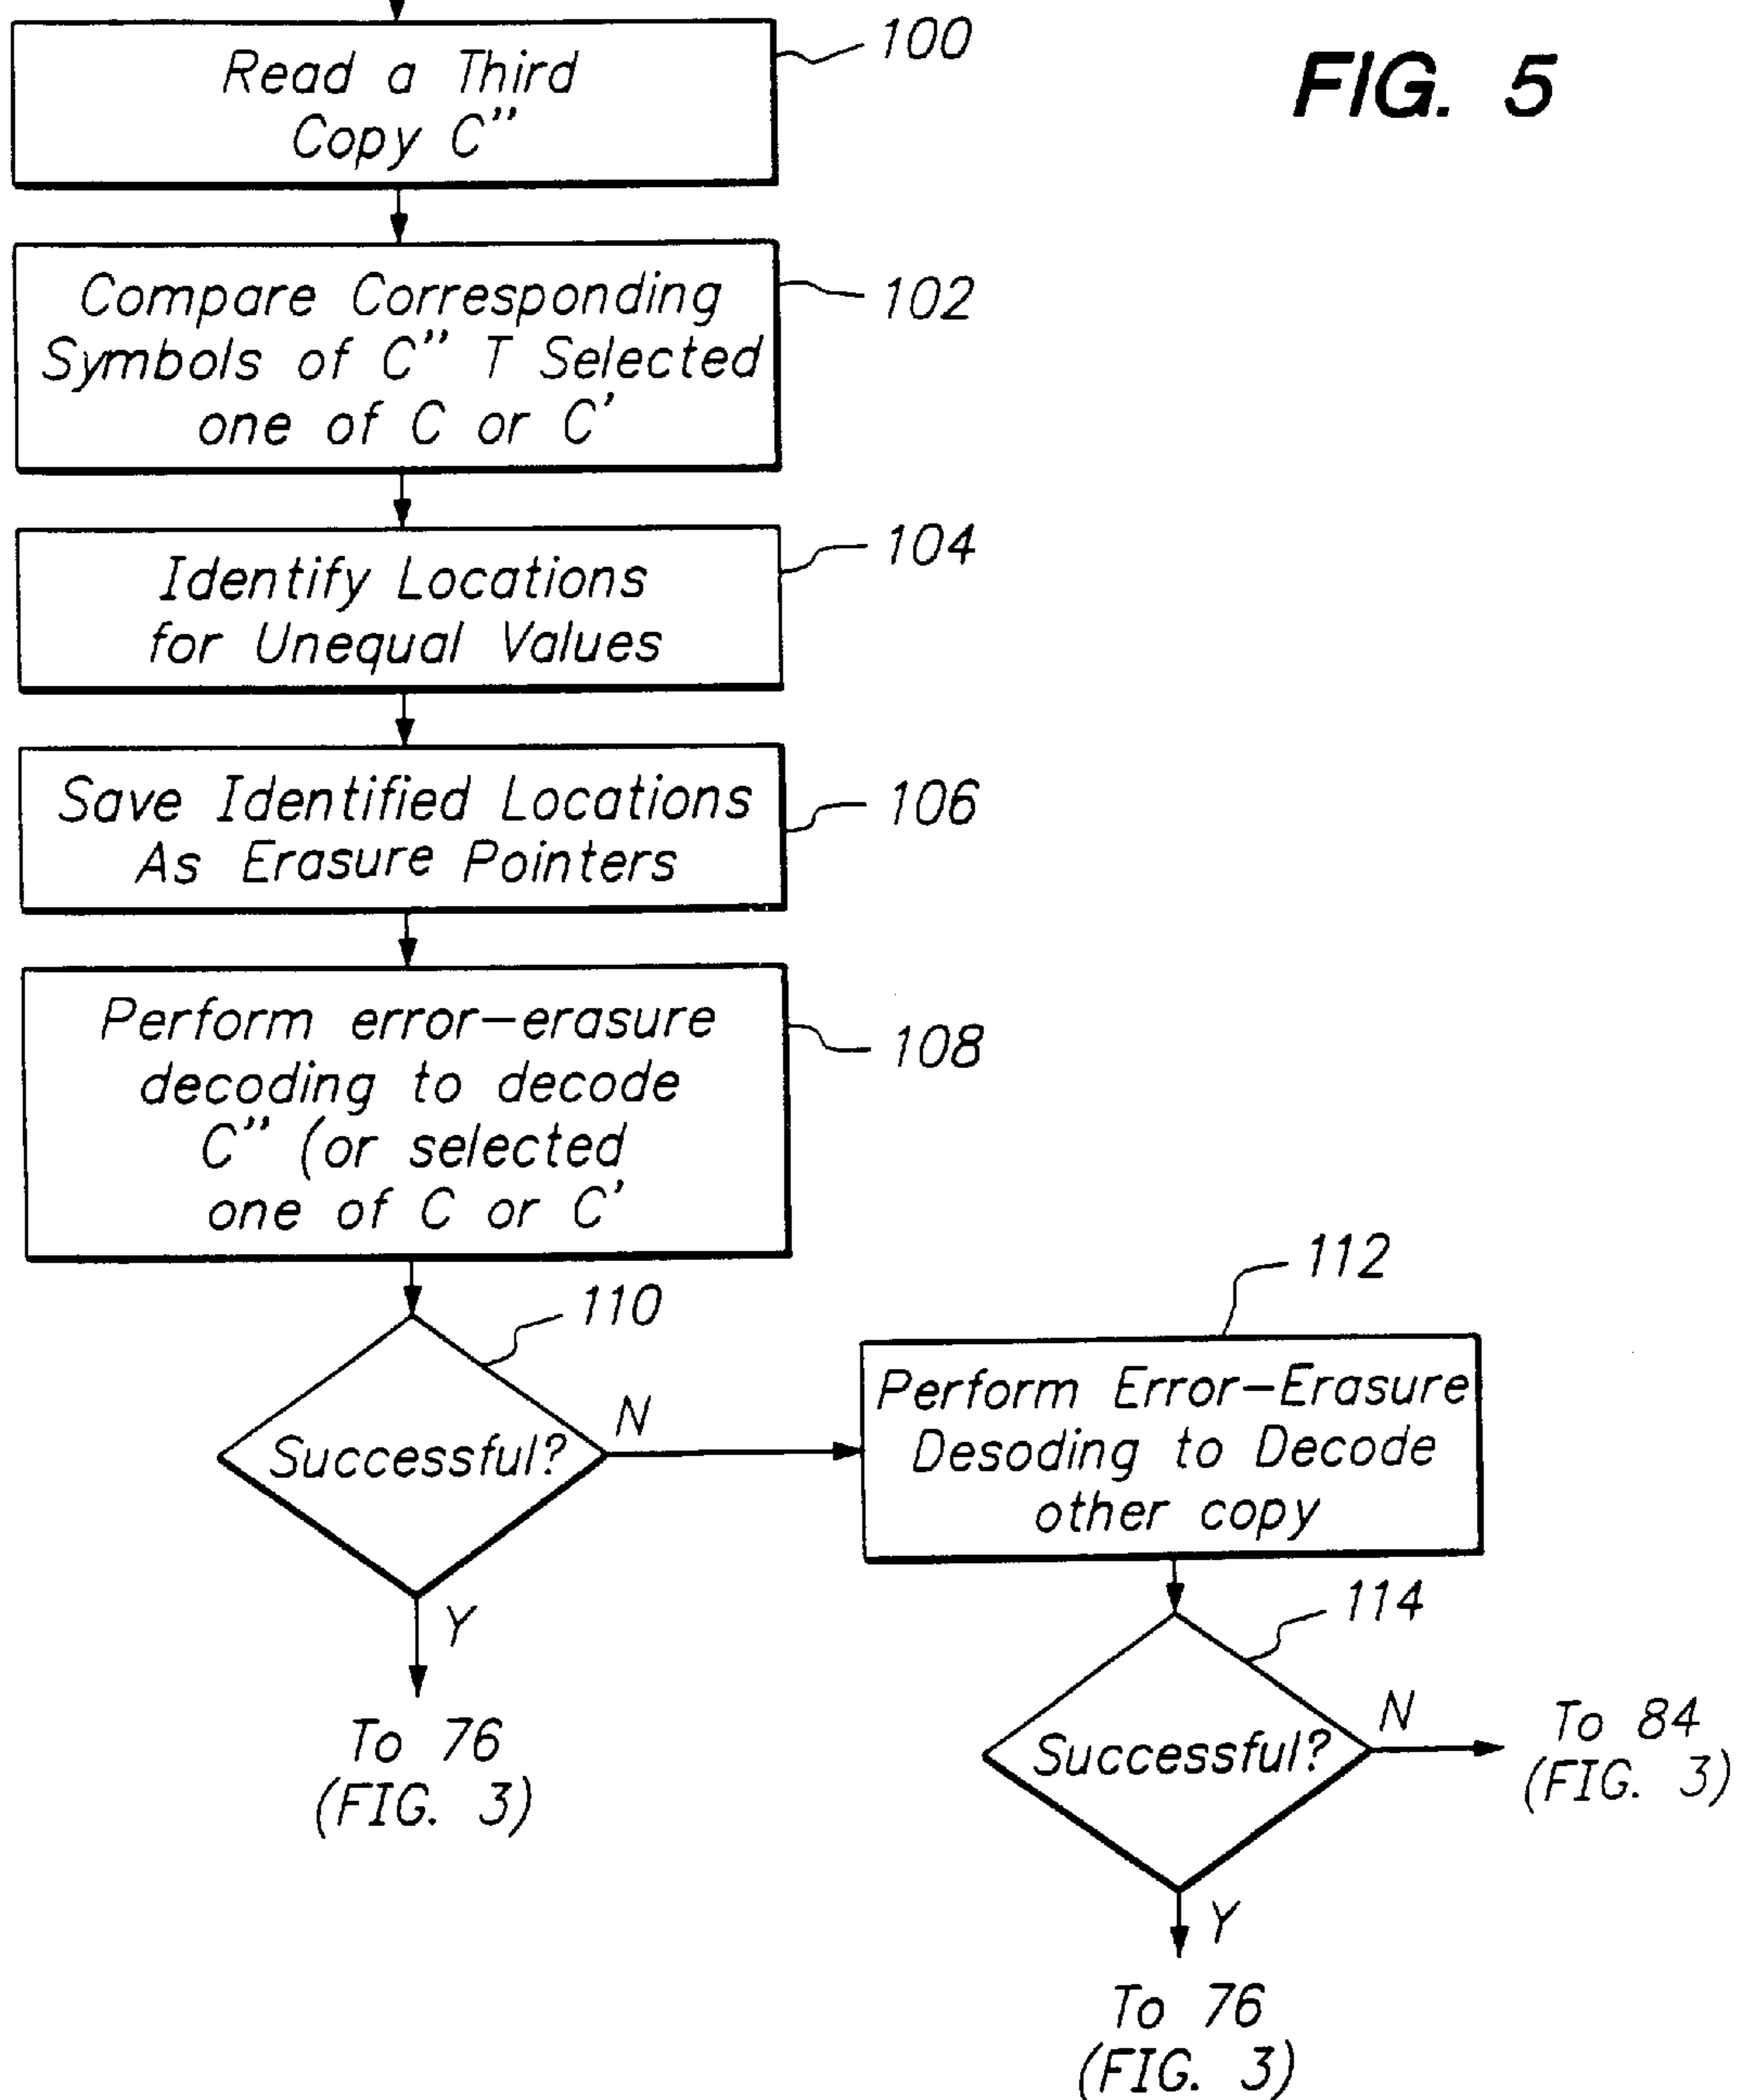 FIG. 5
100
Read a Third
Copy C''
102
Compare Corresponding
Symbols of C'' T Selected
one of C or C'
104
Identify Locations
for Unequal Values
106
Save Identified Locations
As Erasure Pointers
108
Perform error-erasure
decoding to decode
C'' (or selected
one of C or C'
110
Successful?
N
Y
To 76
(FIG. 3)
112
Perform Error-Erasure
Desoding to Decode
other copy
114
Successful?
N
To 84
(FIG. 3)
Y
To 76
(FIG. 3)